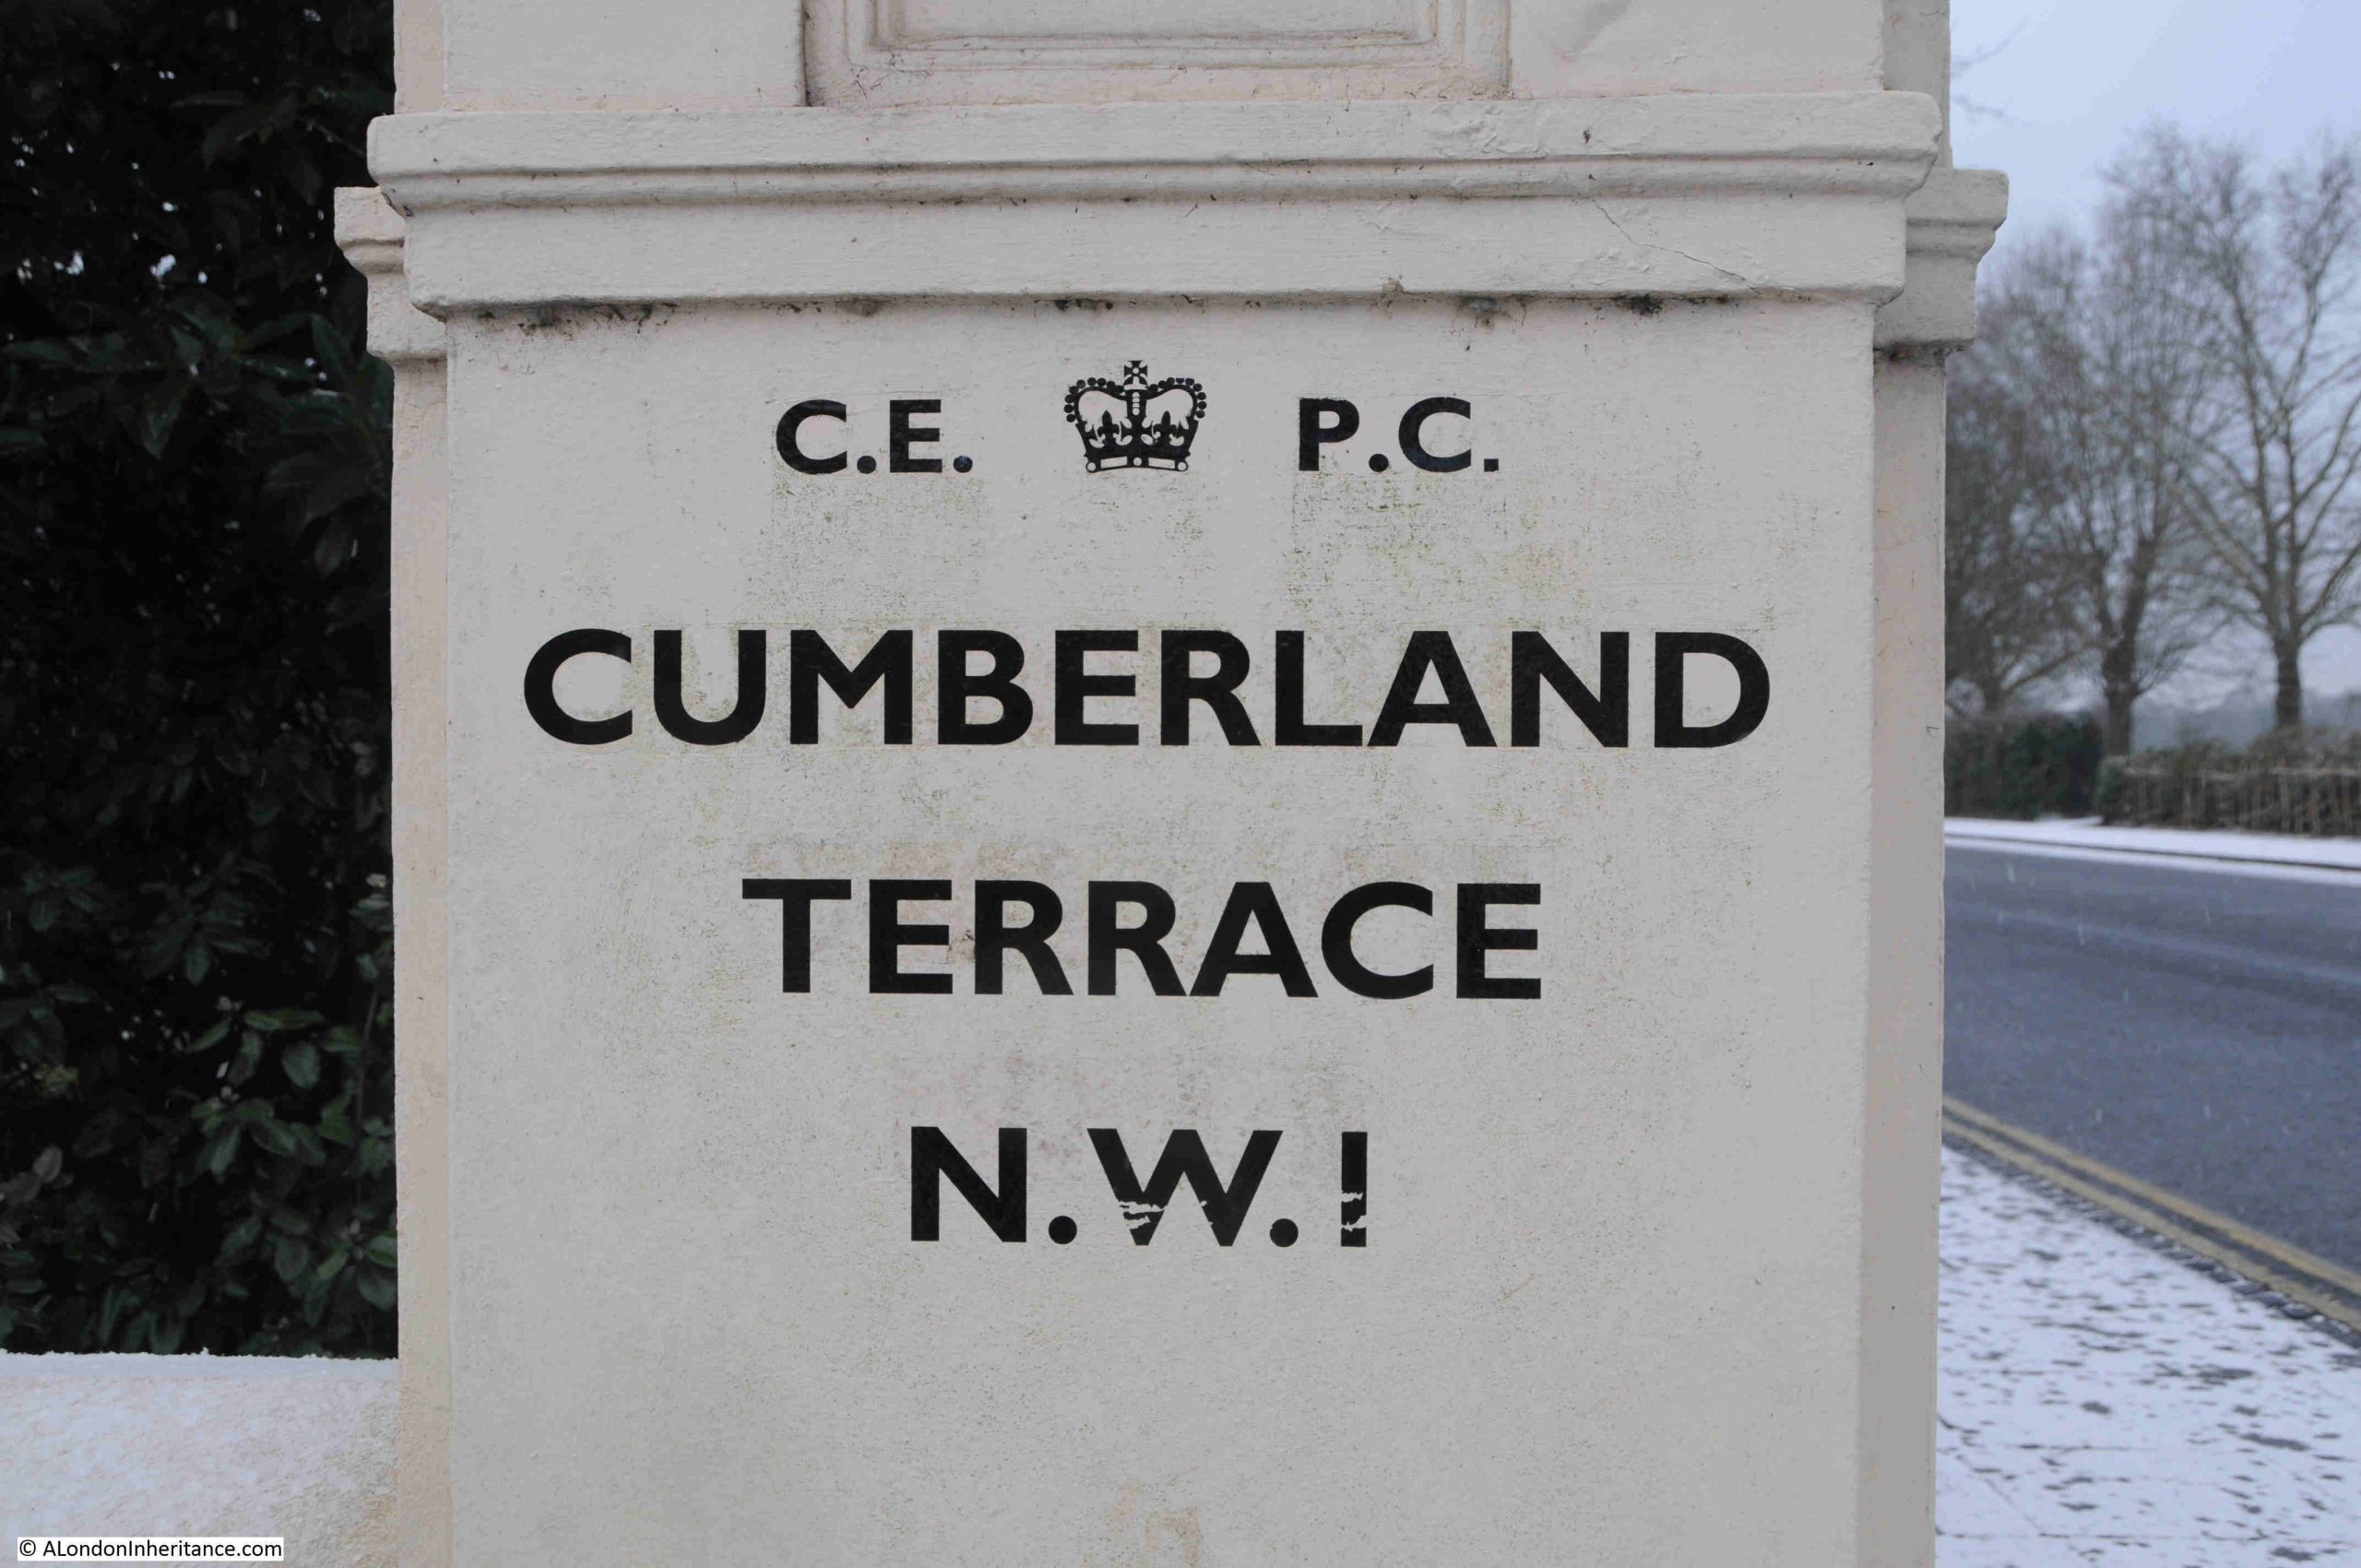 C.E. P.C.
CUMBERLAND
TERRACE
N.W.1
© ALondonInheritance.com